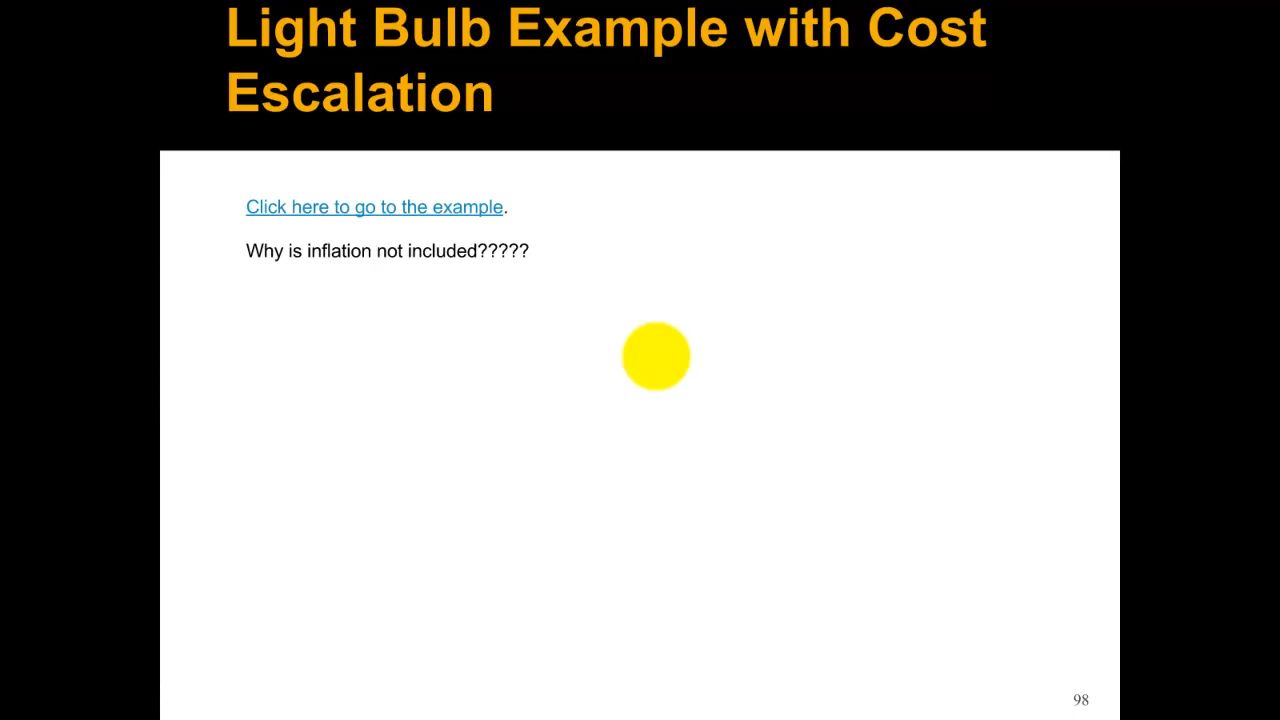 Light Bulb Example with Cost
Escalation
Click here to go to the example.
Why is inflation not included?????
98